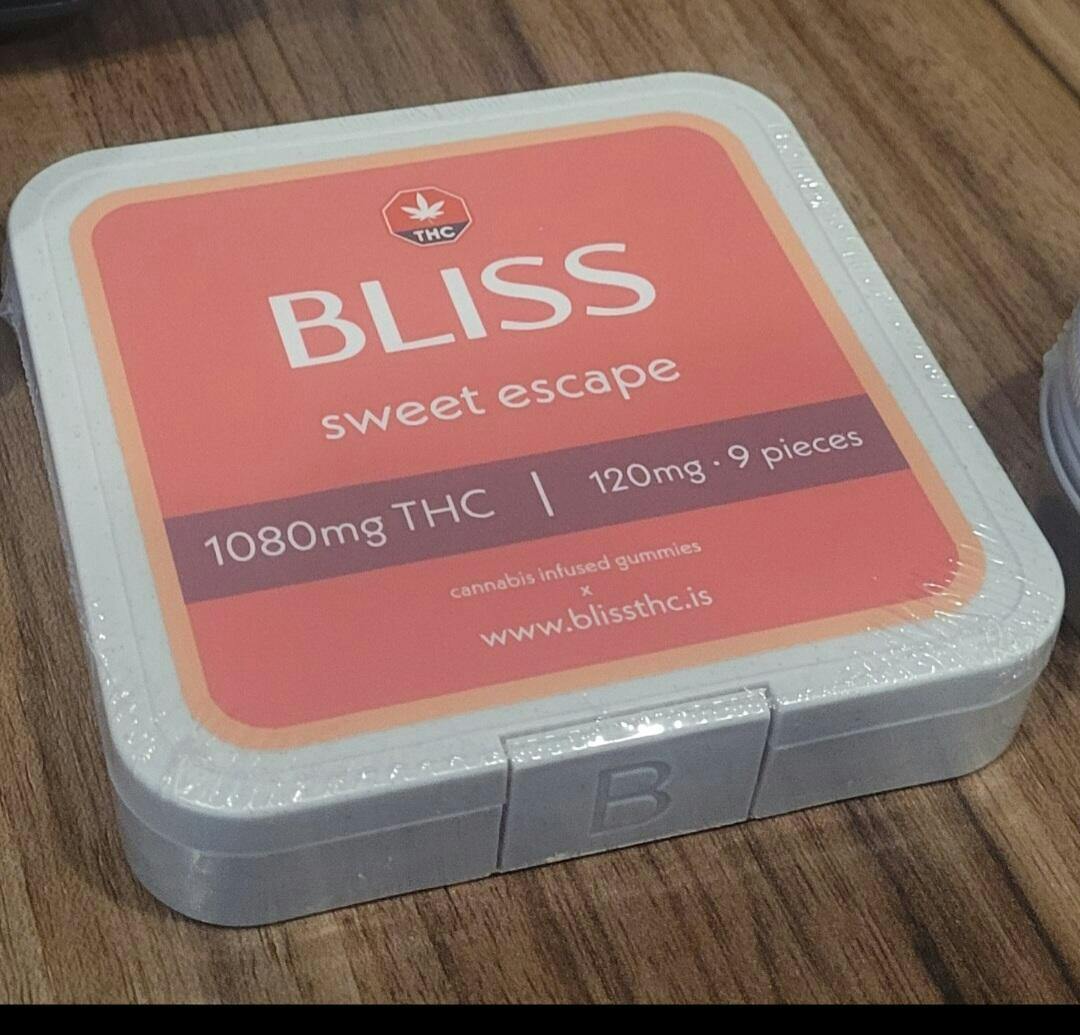 THC
BLISS
sweet escape
1080mg THC | 120mg · 9 pieces
cannabis infused gummies
x
www.blissthc.is
B